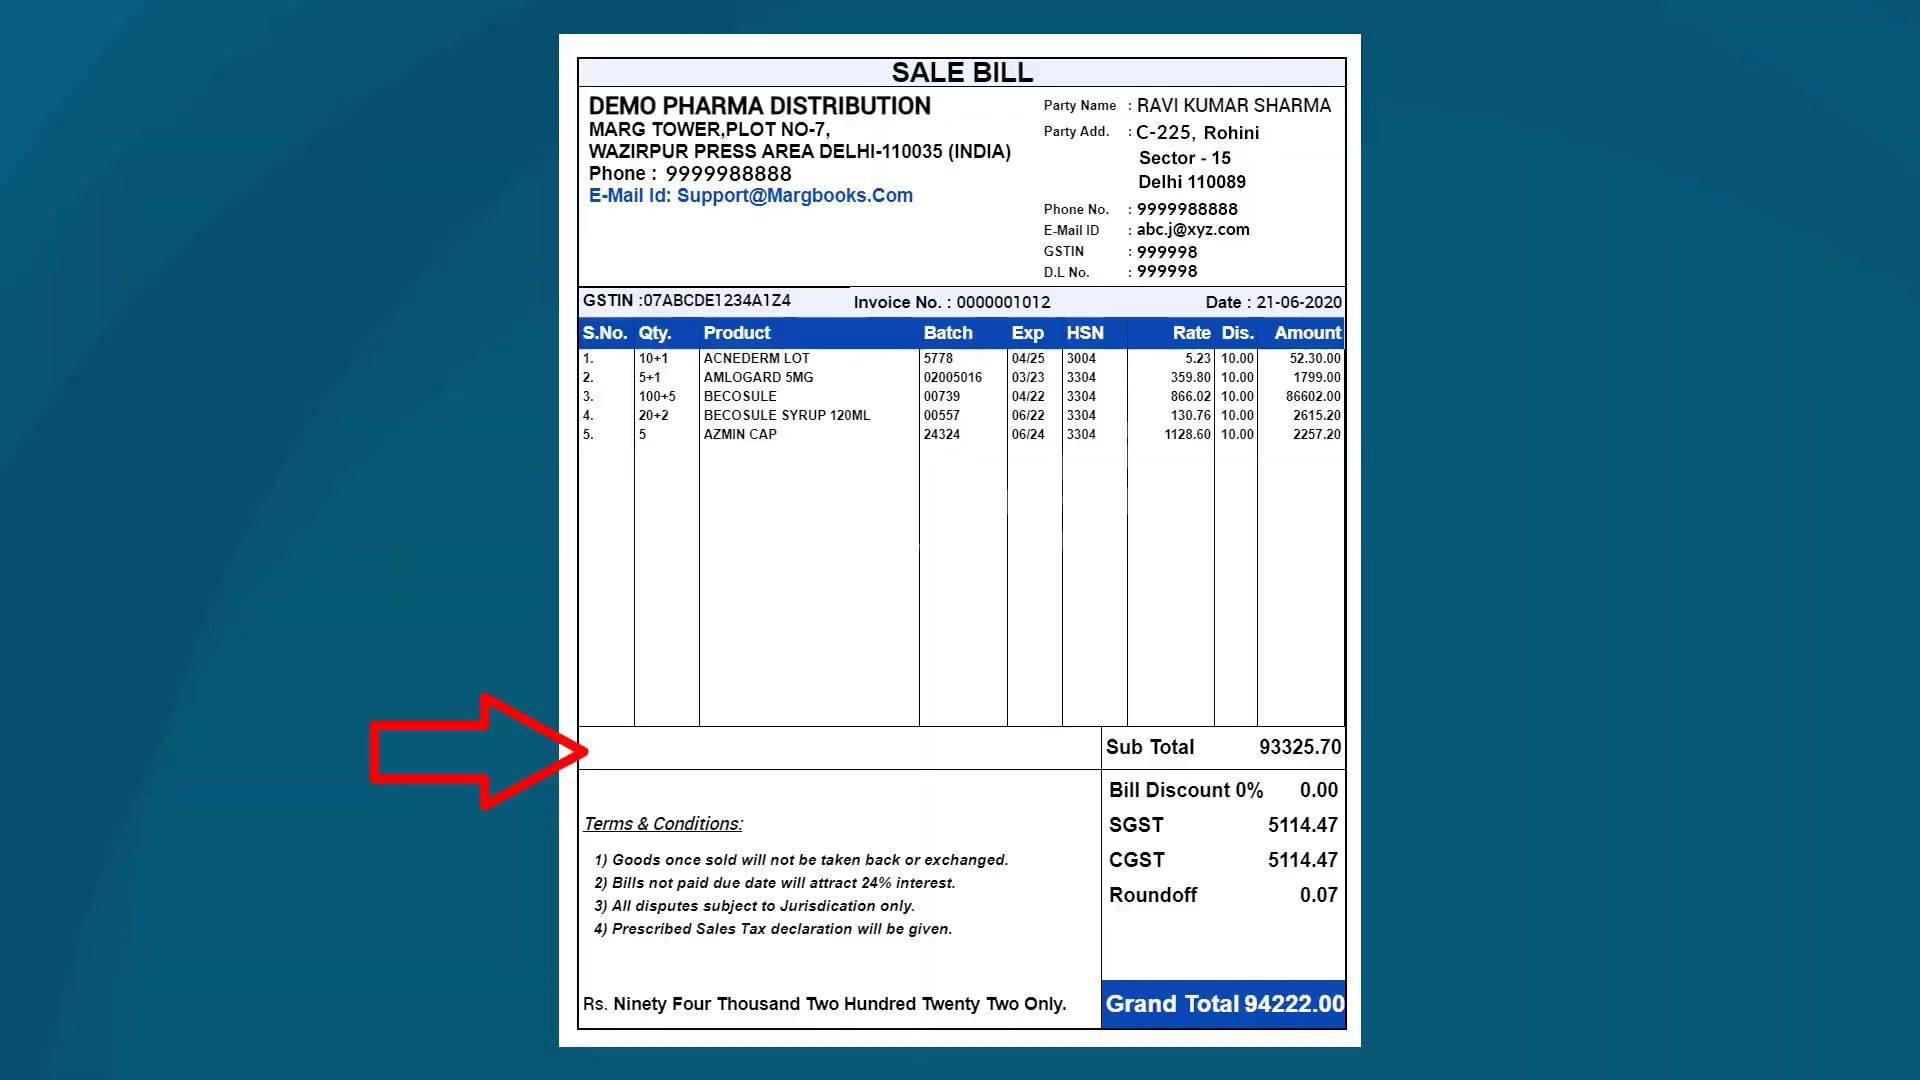 SALE BILL
DEMO PHARMA DISTRIBUTION
MARG TOWER,PLOT NO-7,
WAZIRPUR PRESS AREA DELHI-110035 (INDIA)
Phone : 9999988888
E-Mail Id: Support@Margbooks.Com
Party Name : RAVI KUMAR SHARMA
Party Add. : C-225, Rohini
Sector - 15
Delhi 110089
Phone No. : 9999988888
E-Mail ID : abc.j@xyz.com
GSTIN : 999998
D.L No. : 999998
GSTIN :07ABCDE1234A1Z4 Invoice No. : 0000001012 Date : 21-06-2020
S.No. Qty. Product Batch Exp HSN Rate Dis. Amount
1. 10+1 ACNEDERM LOT 5778 04/25 3004 5.23 10.00 52.30.00
2. 5+1 AMLOGARD 5MG 02005016 03/23 3304 359.80 10.00 1799.00
3. 100+5 BECOSULE 00739 04/22 3304 866.02 10.00 86602.00
4. 20+2 BECOSULE SYRUP 120ML 00557 06/22 3304 130.76 10.00 2615.20
5. 5 AZMIN CAP 24324 06/24 3304 1128.60 10.00 2257.20
Sub Total 93325.70
Bill Discount 0% 0.00
SGST 5114.47
CGST 5114.47
Roundoff 0.07
Terms & Conditions:
1) Goods once sold will not be taken back or exchanged.
2) Bills not paid due date will attract 24% interest.
3) All disputes subject to Jurisdication only.
4) Prescribed Sales Tax declaration will be given.
Rs. Ninety Four Thousand Two Hundred Twenty Two Only.
Grand Total 94222.00